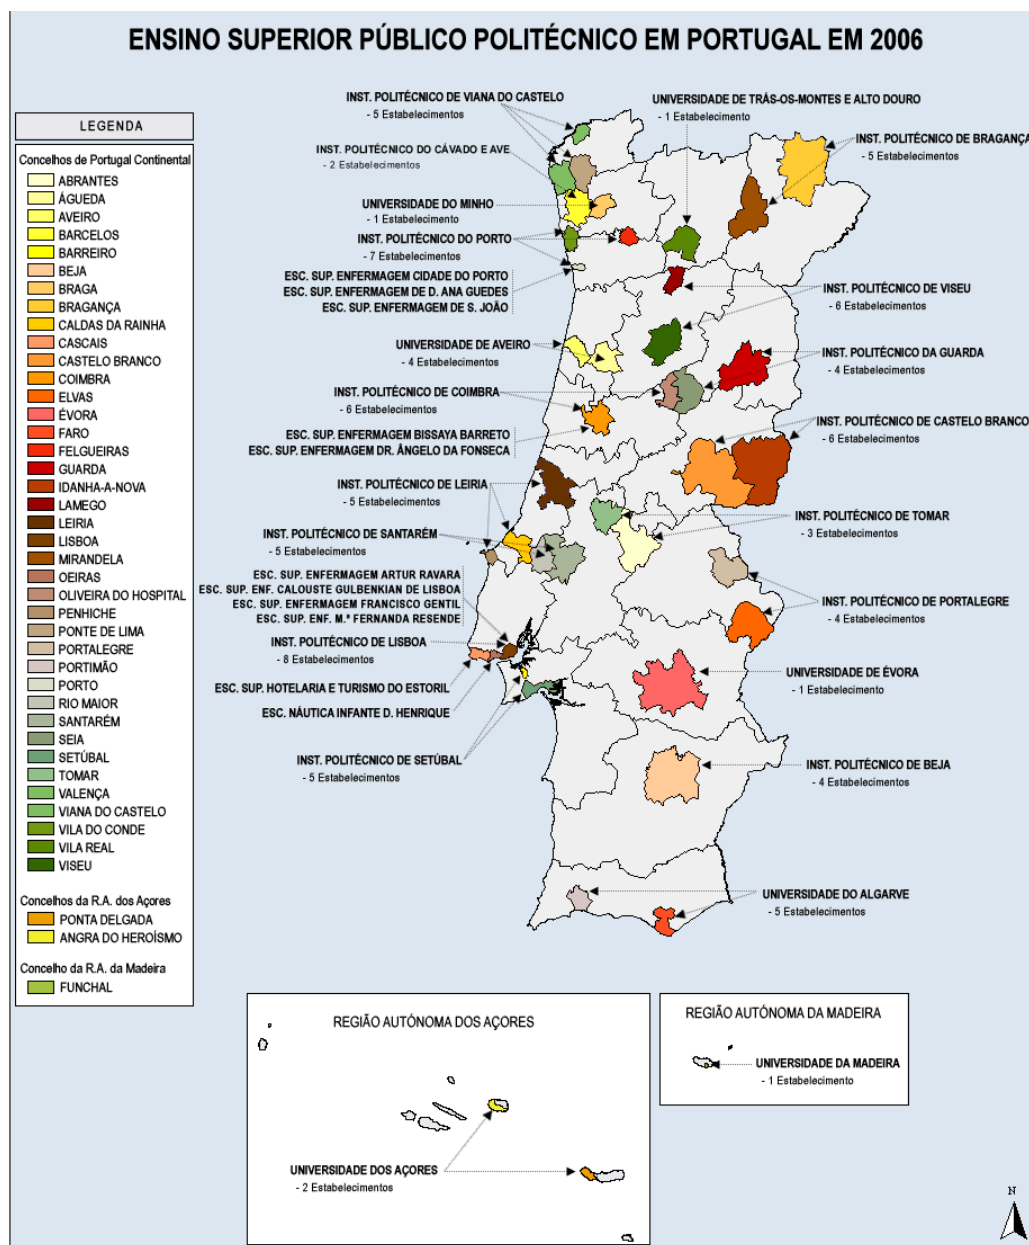 ENSINO SUPERIOR PÚBLICO POLITÉCNICO EM PORTUGAL EM 2006
LEGENDA
Concelhos de Portugal Continental
ABRANTES
ÁGUEDA
AVEIRO
BARCELOS
BARREIRO
BEJA
BRAGA
BRAGANÇA
CALDAS DA RAINHA
CASCAIS
CASTELO BRANCO
COIMBRA
ELVAS
ÉVORA
FARO
FELGUEIRAS
GUARDA
IDANHA-A-NOVA
LAMEGO
LEIRIA
LISBOA
MIRANDELA
OEIRAS
OLIVEIRA DO HOSPITAL
PENHICHE
PONTE DE LIMA
PORTALEGRE
PORTIMÃO
PORTO
RIO MAIOR
SANTARÉM
SEIA
SETÚBAL
TOMAR
VALENÇA
VIANA DO CASTELO
VILA DO CONDE
VILA REAL
VISEU
Concelhos da R.A. dos Açores
PONTA DELGADA
ANGRA DO HEROÍSMO
Concelho da R.A. da Madeira
FUNCHAL
INST. POLITÉCNICO DE VIANA DO CASTELO
- 5 Estabelecimentos
INST. POLITÉCNICO DO CÁVADO E AVE
- 2 Estabelecimentos
UNIVERSIDADE DO MINHO
- 1 Estabelecimento
INST. POLITÉCNICO DO PORTO
- 7 Estabelecimentos
ESC. SUP. ENFERMAGEM CIDADE DO PORTO
ESC. SUP. ENFERMAGEM DE D. ANA GUEDES
ESC. SUP. ENFERMAGEM DE S. JOÃO
UNIVERSIDADE DE AVEIRO
- 4 Estabelecimentos
INST. POLITÉCNICO DE COIMBRA
- 6 Estabelecimentos
ESC. SUP. ENFERMAGEM BISSAYA BARRETO
ESC. SUP. ENFERMAGEM DR. ÂNGELO DA FONSECA
INST. POLITÉCNICO DE LEIRIA
- 5 Estabelecimentos
INST. POLITÉCNICO DE SANTARÉM
- 5 Estabelecimentos
ESC. SUP. ENFERMAGEM ARTUR RAVARA
ESC. SUP. ENF. CALOUSTE GULBENKIAN DE LISBOA
ESC. SUP. ENFERMAGEM FRANCISCO GENTIL
ESC. SUP. ENF. M.ª FERNANDA RESENDE
INST. POLITÉCNICO DE LISBOA
- 8 Estabelecimentos
ESC. SUP. HOTELARIA E TURISMO DO ESTORIL
ESC. NÁUTICA INFANTE D. HENRIQUE
INST. POLITÉCNICO DE SETÚBAL
- 5 Estabelecimentos
UNIVERSIDADE DE TRÁS-OS-MONTES E ALTO DOURO
- 1 Estabelecimento
INST. POLITÉCNICO DE BRAGANÇA
- 5 Estabelecimentos
INST. POLITÉCNICO DE VISEU
- 6 Estabelecimentos
INST. POLITÉCNICO DA GUARDA
- 4 Estabelecimentos
INST. POLITÉCNICO DE CASTELO BRANCO
- 6 Estabelecimentos
INST. POLITÉCNICO DE TOMAR
- 3 Estabelecimentos
INST. POLITÉCNICO DE PORTALEGRE
- 4 Estabelecimentos
UNIVERSIDADE DE ÉVORA
- 1 Estabelecimento
INST. POLITÉCNICO DE BEJA
- 4 Estabelecimentos
UNIVERSIDADE DO ALGARVE
- 5 Estabelecimentos
REGIÃO AUTÓNOMA DOS AÇORES
UNIVERSIDADE DOS AÇORES
- 2 Estabelecimentos
REGIÃO AUTÓNOMA DA MADEIRA
UNIVERSIDADE DA MADEIRA
- 1 Estabelecimento
N